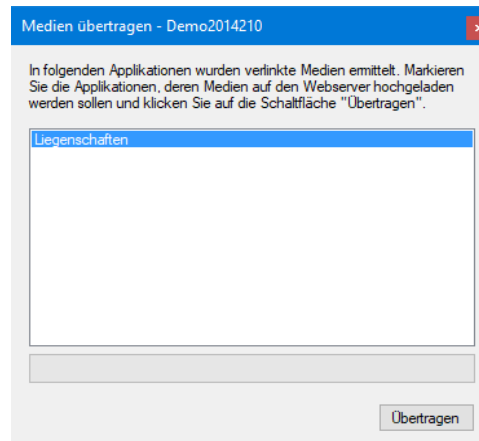 Medien übertragen - Demo2014210
In folgenden Applikationen wurden verlinkte Medien ermittelt. Markieren
Sie die Applikationen, deren Medien auf den Webserver hochgeladen
werden sollen und klicken Sie auf die Schaltfläche "Übertragen".
Liegenschaften
Übertragen